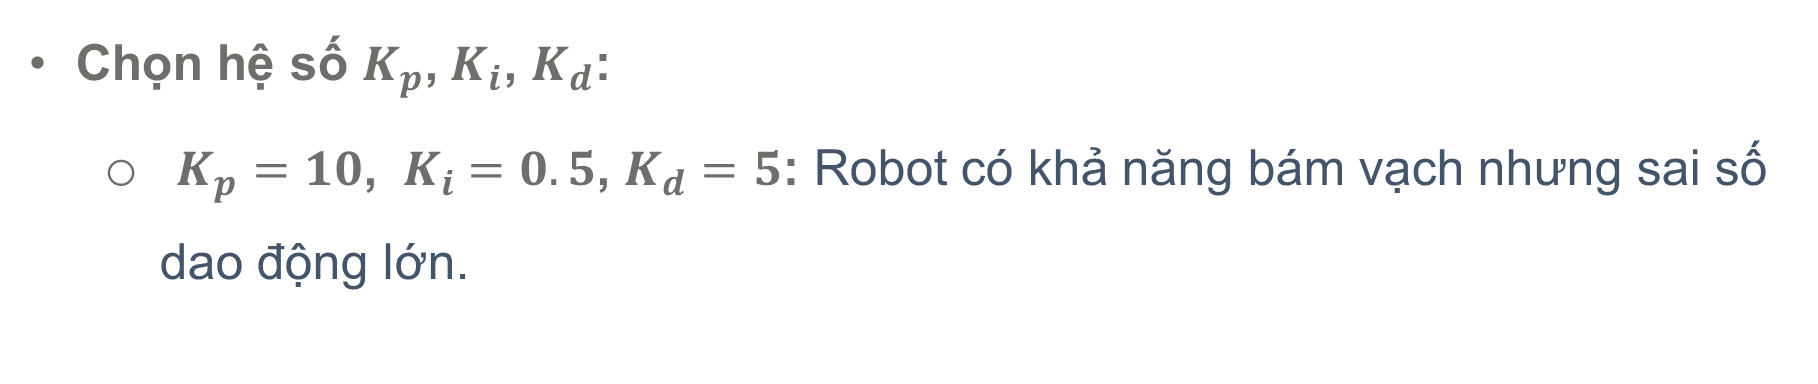 • Chọn hệ số Kp, Ki, Kd:
○ Kp = 10, Ki = 0.5, Kd = 5: Robot có khả năng bám vạch nhưng sai số
dao động lớn.